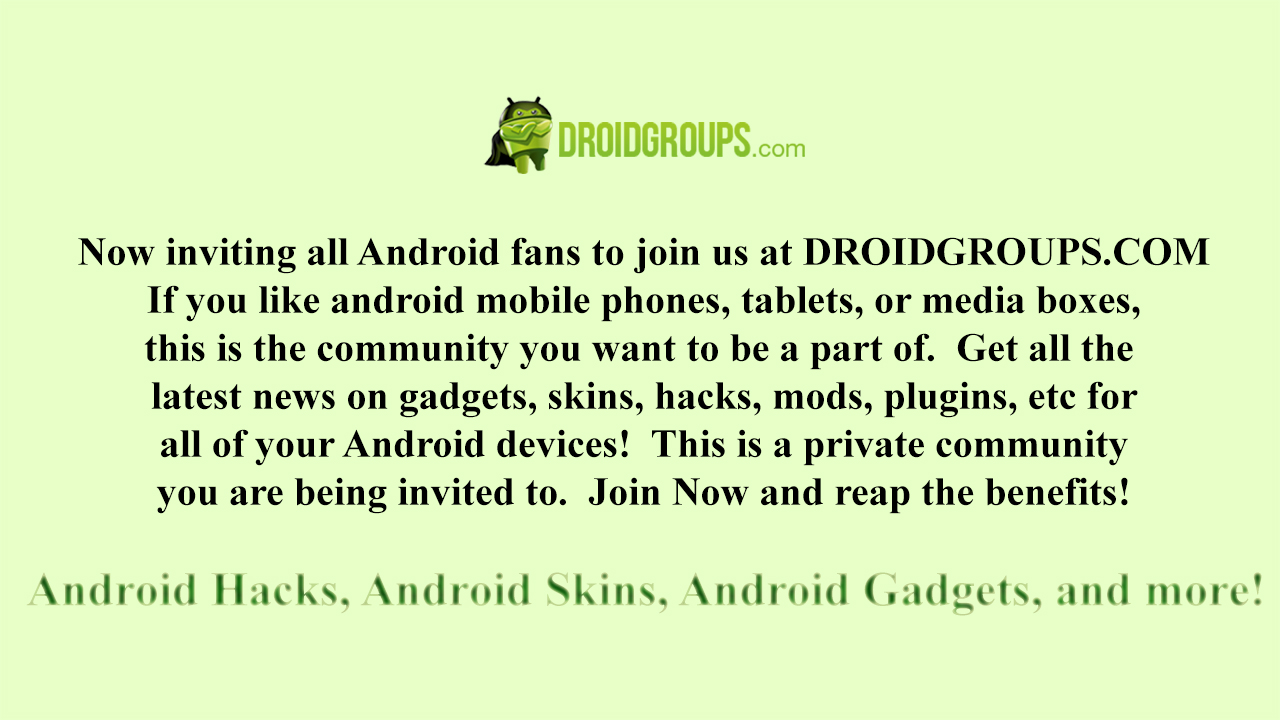 DROIDGROUPS.com
Now inviting all Android fans to join us at DROIDGROUPS.COM
If you like android mobile phones, tablets, or media boxes,
this is the community you want to be a part of.  Get all the
latest news on gadgets, skins, hacks, mods, plugins, etc for
all of your Android devices!  This is a private community
you are being invited to.  Join Now and reap the benefits!
Android Hacks, Android Skins, Android Gadgets, and more!